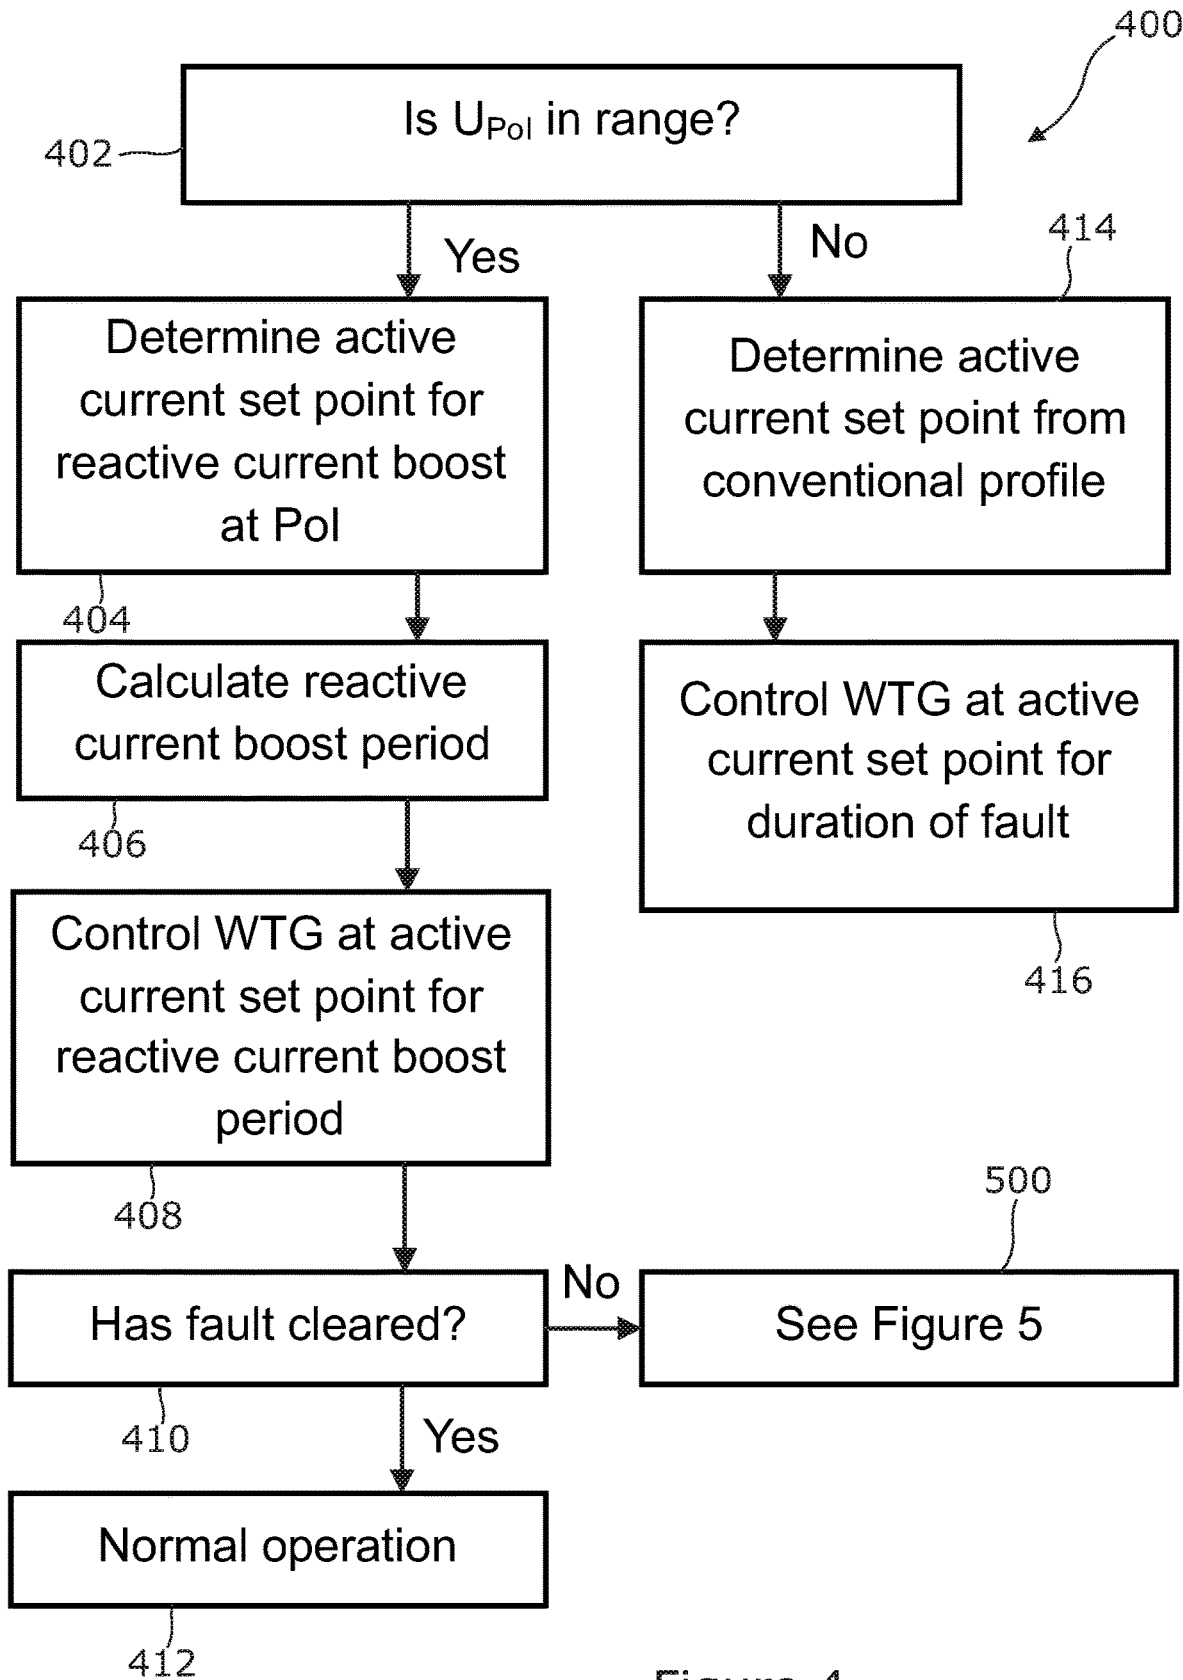 400
Is UPoI in range?
402
Yes
No
414
Determine active
current set point for
reactive current boost
at PoI
Determine active
current set point from
conventional profile
404
Calculate reactive
current boost period
406
Control WTG at active
current set point for
duration of fault
416
Control WTG at active
current set point for
reactive current boost
period
408
500
Has fault cleared?
No
See Figure 5
410
Yes
Normal operation
412
Figure 4